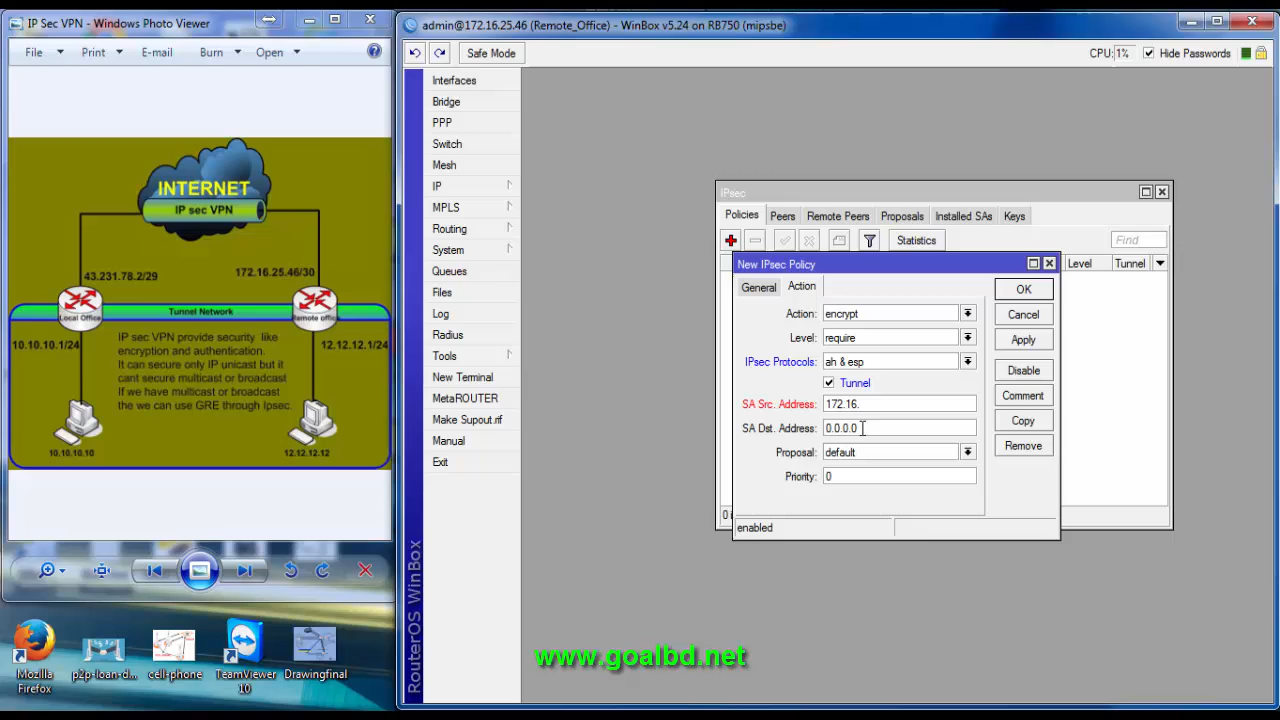 IP Sec VPN - Windows Photo Viewer
File Print E-mail Burn Open
INTERNET
IP sec VPN
43.231.78.2/29
172.16.25.46/30
Tunnel Network
Local Office
Remote office
10.10.10.1/24
12.12.12.1/24
IP sec VPN provide security like
encryption and authentication.
It can secure only IP unicast but it
cant secure multicast or broadcast
If we have multicast or broadcast
the we can use GRE through Ipsec.
10.10.10.10
12.12.12.12
Mozilla
Firefox
p2p-loan-d...
cell-phone
TeamViewer
10
Drawingfinal
admin@172.16.25.46 (Remote_Office) - WinBox v5.24 on RB750 (mipsbe)
Safe Mode
CPU: 1%
Hide Passwords
Interfaces
Bridge
PPP
Switch
Mesh
IP
MPLS
Routing
System
Queues
Files
Log
Radius
Tools
New Terminal
MetaROUTER
Make Supout.rif
Manual
Exit
RouterOS WinBox
IPsec
Policies Peers Remote Peers Proposals Installed SAs Keys
Statistics
Find
Level Tunnel
New IPsec Policy
General Action
Action: encrypt
Level: require
IPsec Protocols: ah & esp
Tunnel
SA Src. Address: 172.16.
SA Dst. Address: 0.0.0.0
Proposal: default
Priority: 0
OK
Cancel
Apply
Disable
Comment
Copy
Remove
enabled
www.goalbd.net